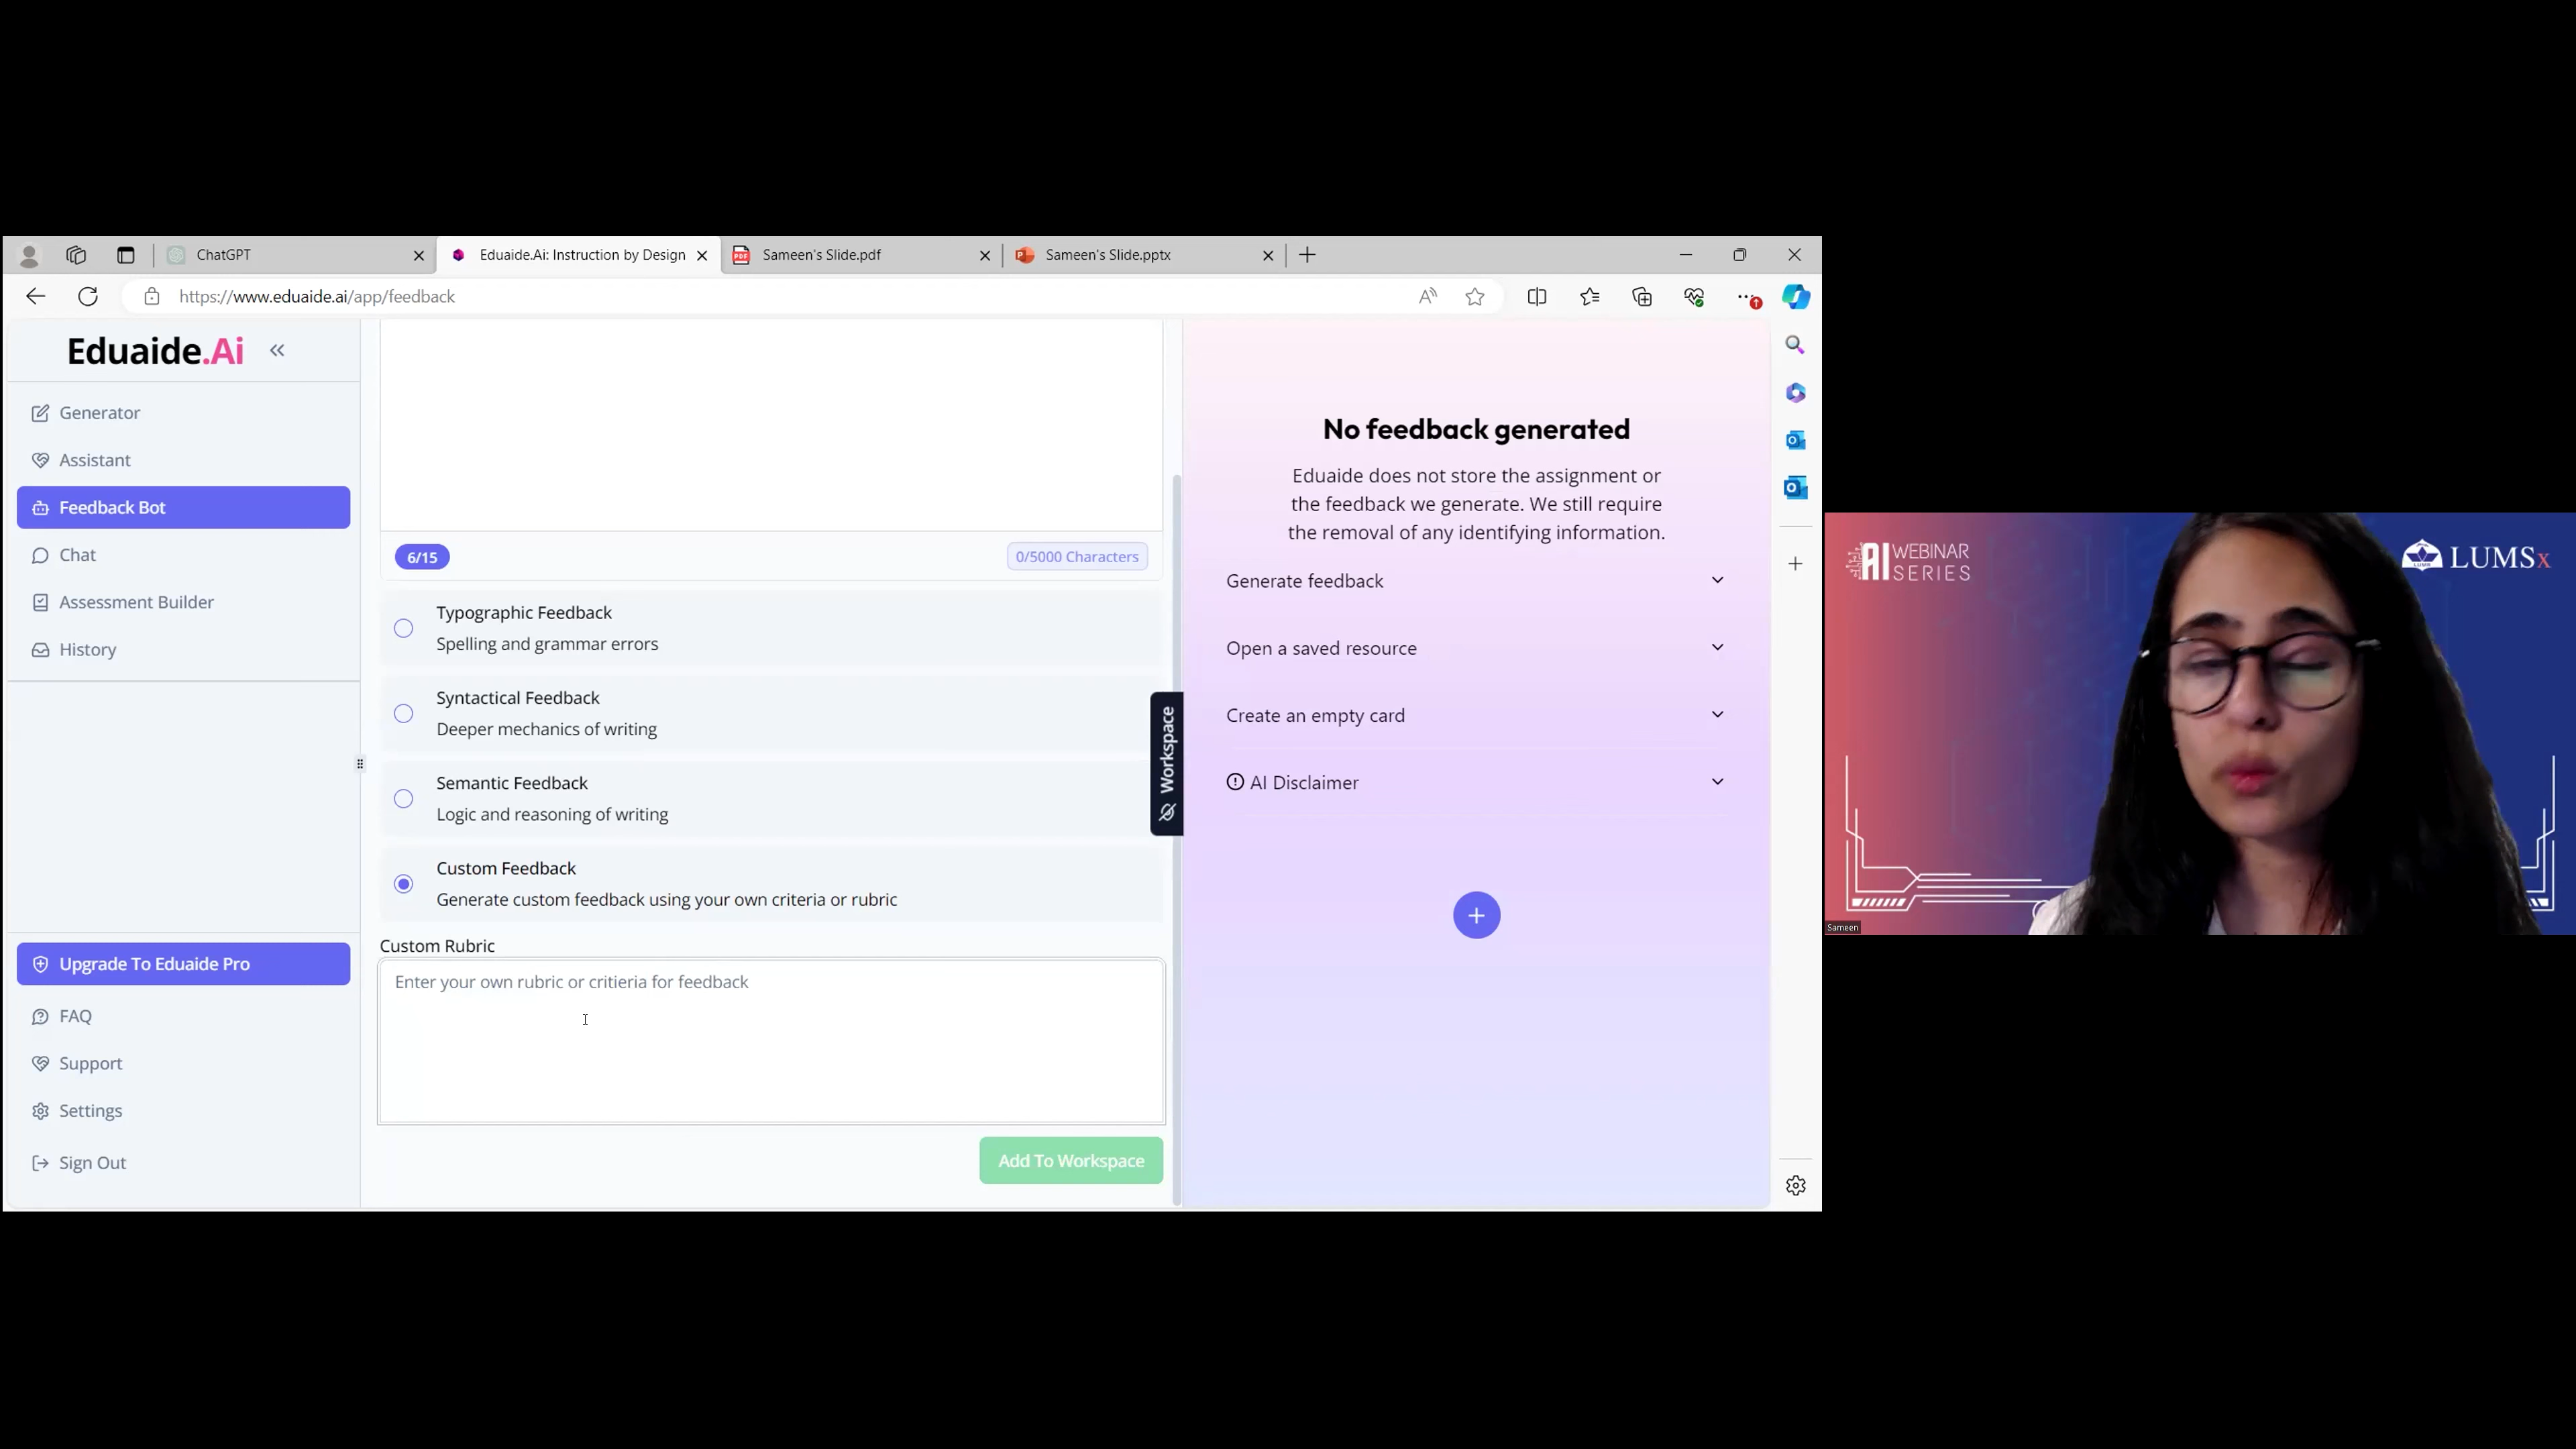 ChatGPT
Eduaide.Ai: Instruction by Design
Sameen's Slide.pdf
Sameen's Slide.pptx
https://www.eduaide.ai/app/feedback
Eduaide.Ai
Generator
Assistant
Feedback Bot
Chat
Assessment Builder
History
Upgrade To Eduaide Pro
FAQ
Support
Settings
Sign Out
6/15
0/5000 Characters
Typographic Feedback
Spelling and grammar errors
Syntactical Feedback
Deeper mechanics of writing
Semantic Feedback
Logic and reasoning of writing
Custom Feedback
Generate custom feedback using your own criteria or rubric
Custom Rubric
Enter your own rubric or critieria for feedback
Add To Workspace
Workspace
No feedback generated
Eduaide does not store the assignment or
the feedback we generate. We still require
the removal of any identifying information.
Generate feedback
Open a saved resource
Create an empty card
AI Disclaimer
AI WEBINAR
SERIES
LUMSx
Sameen